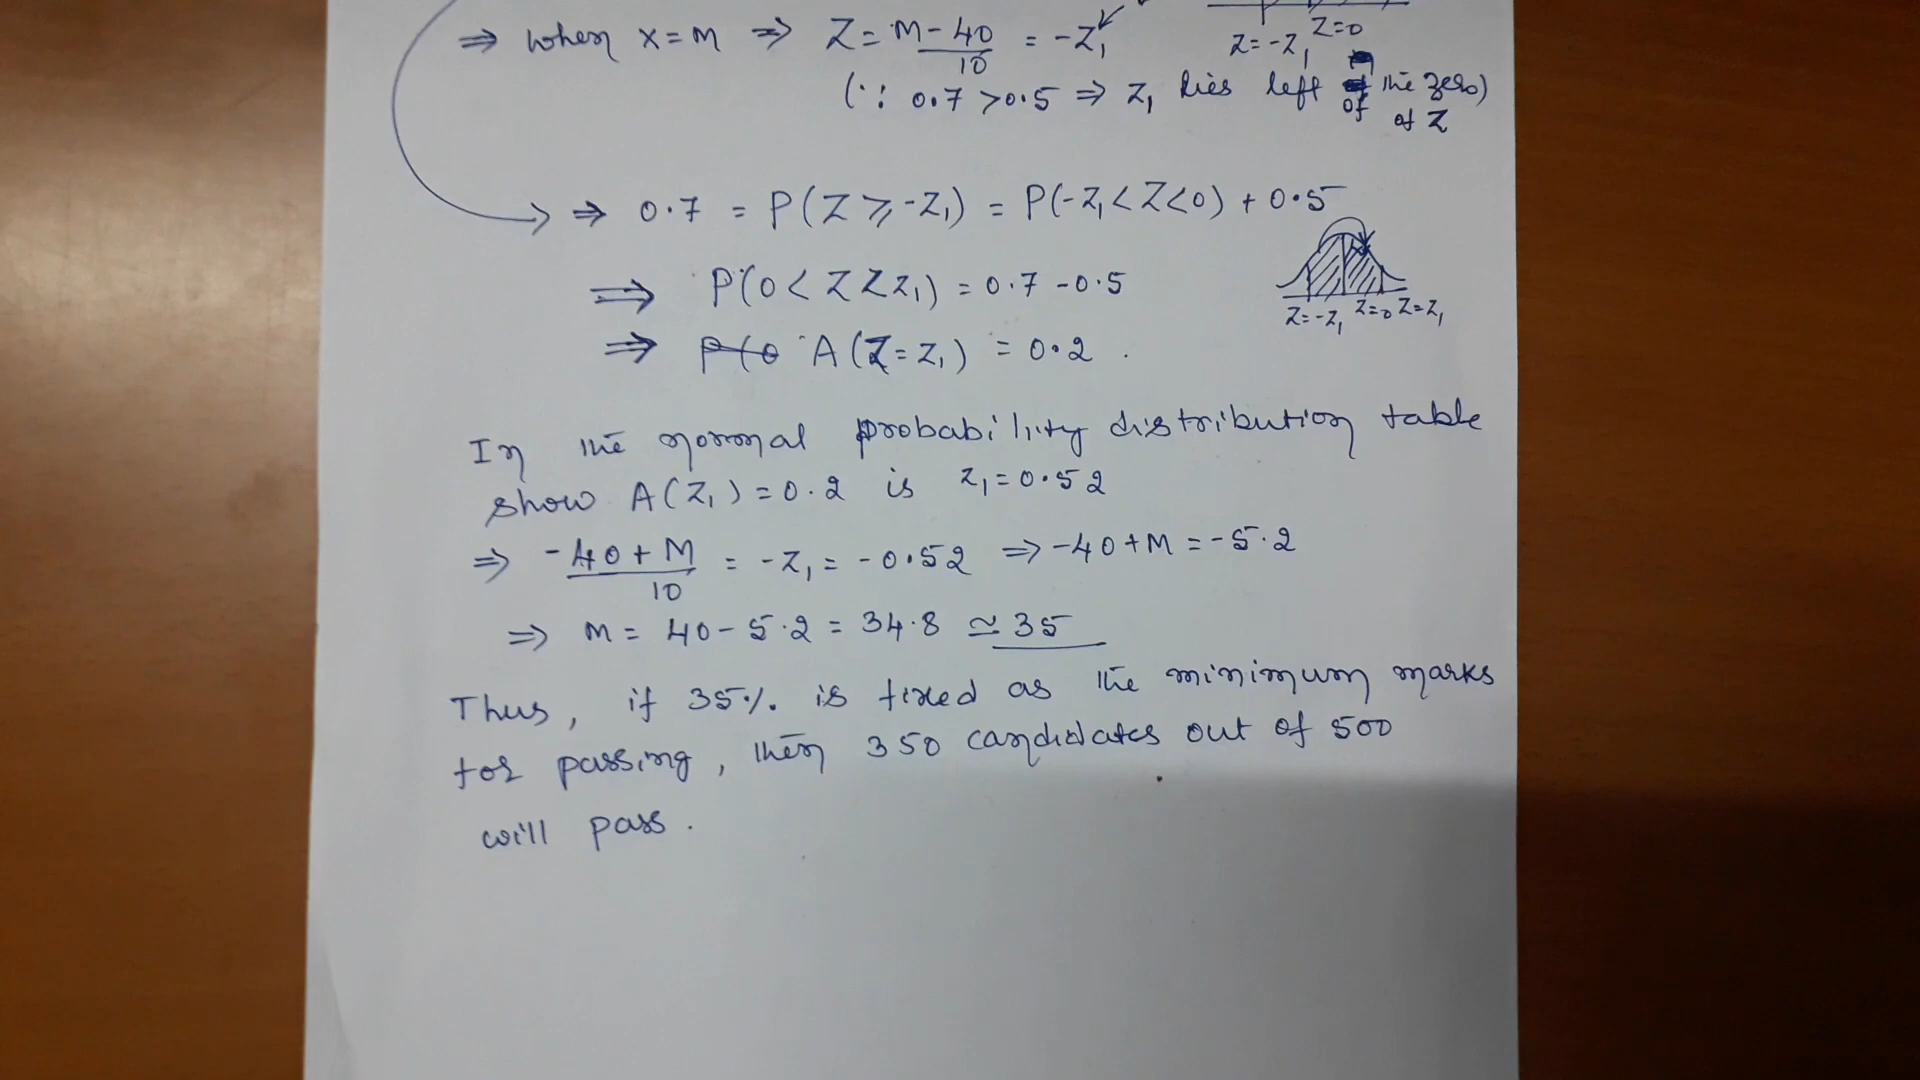 ⇒ when x = m ⇒ Z = m - 40 / 10 = -Z₁
Z = -Z₁ Z=0
(∵ 0.7 > 0.5 ⇒ Z₁ lies left of the zero)
of Z
⇒ 0.7 = P(Z ≥ -Z₁) = P(-Z₁ < Z < 0) + 0.5
⇒ P(0 < Z < Z₁) = 0.7 - 0.5
Z=-Z₁ Z=0 Z=Z₁
⇒ A(Z = Z₁) = 0.2 .
In the normal probability distribution table
show A(Z₁) = 0.2 is Z₁ = 0.52
⇒ -40 + M / 10 = -Z₁ = -0.52 ⇒ -40 + M = -5.2
⇒ M = 40 - 5.2 = 34.8 ≃ 35
Thus, if 35%. is fixed as the minimum marks
for passing, then 350 candidates out of 500
will pass.